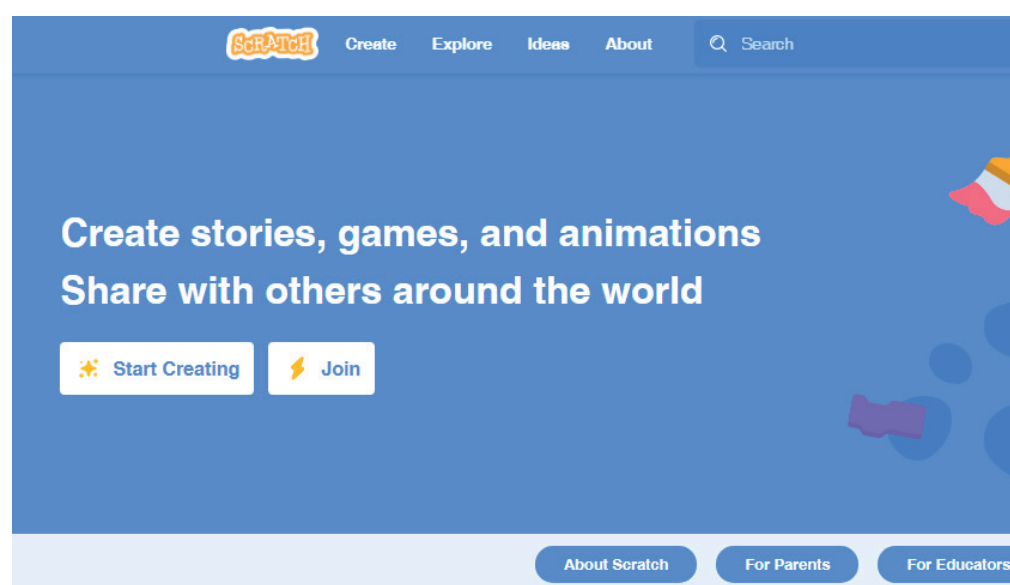 SCRATCH Create Explore Ideas About Search
Create stories, games, and animations
Share with others around the world
Start Creating Join
About Scratch For Parents For Educators